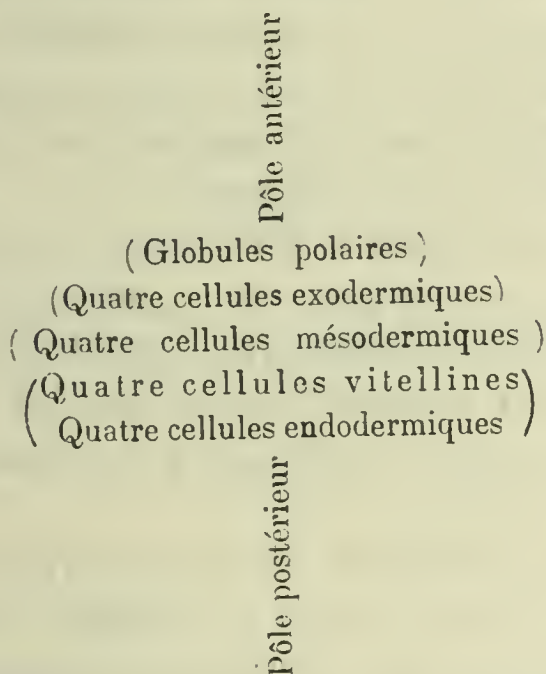 Pôle antérieur
(Globules polaires)
(Quatre cellules exodermiques)
( Quatre cellules mésodermiques )
(Quatre cellules vitellines)
Quatre cellules endodermiques
Pôle postérieur